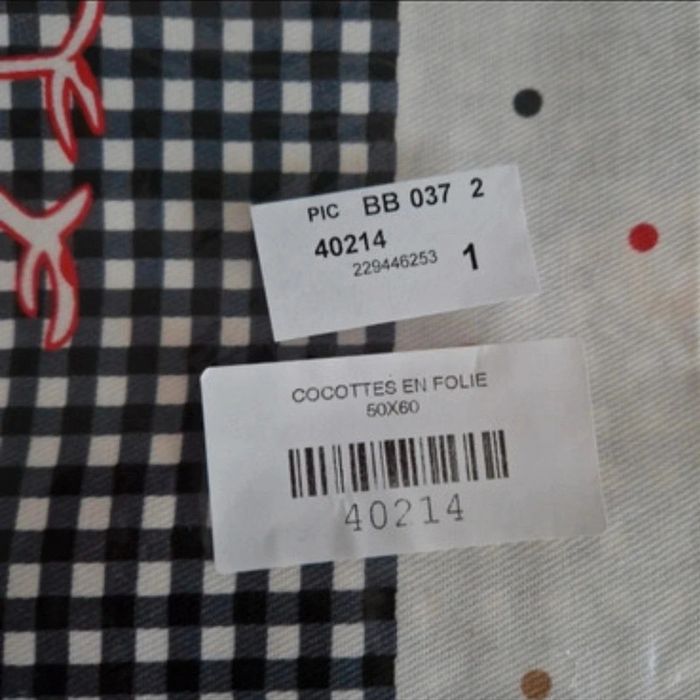 PIC BB 037 2
40214
229446253 1
COCOTTES EN FOLIE
50X60
40214